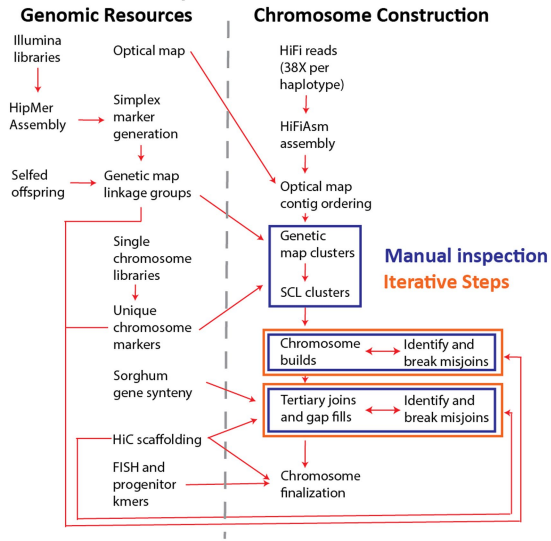 Genomic Resources
Chromosome Construction
Illumina
libraries
Optical map
HipMer
Assembly
Simplex
marker
generation
Selfed
offspring
Genetic map
linkage groups
Single
chromosome
libraries
Unique
chromosome
markers
Sorghum
gene synteny
HiC scaffolding
FISH and
progenitor
kmers
HiFi reads
(38X per
haplotype)
HiFiAsm
assembly
Optical map
contig ordering
Genetic
map clusters
SCL clusters
Manual inspection
Iterative Steps
Chromosome
builds
Identify and
break misjoins
Tertiary joins
and gap fills
Identify and
break misjoins
Chromosome
finalization